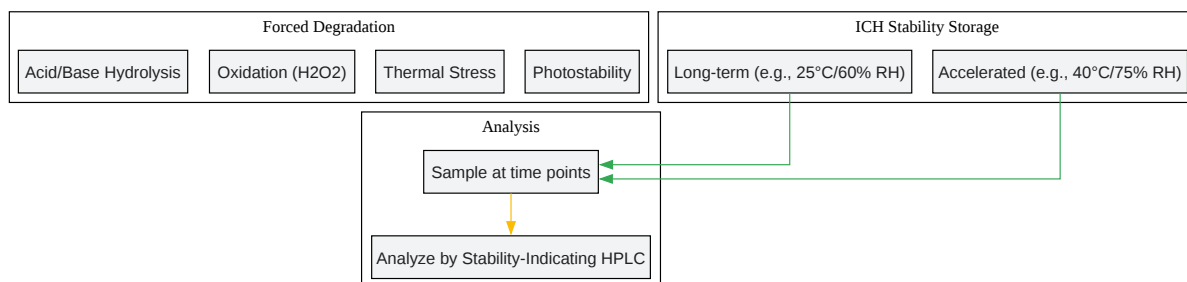 Forced Degradation
Acid/Base Hydrolysis
Oxidation (H2O2)
Thermal Stress
Photostability
ICH Stability Storage
Long-term (e.g., 25°C/60% RH)
Accelerated (e.g., 40°C/75% RH)
Analysis
Sample at time points
Analyze by Stability-Indicating HPLC